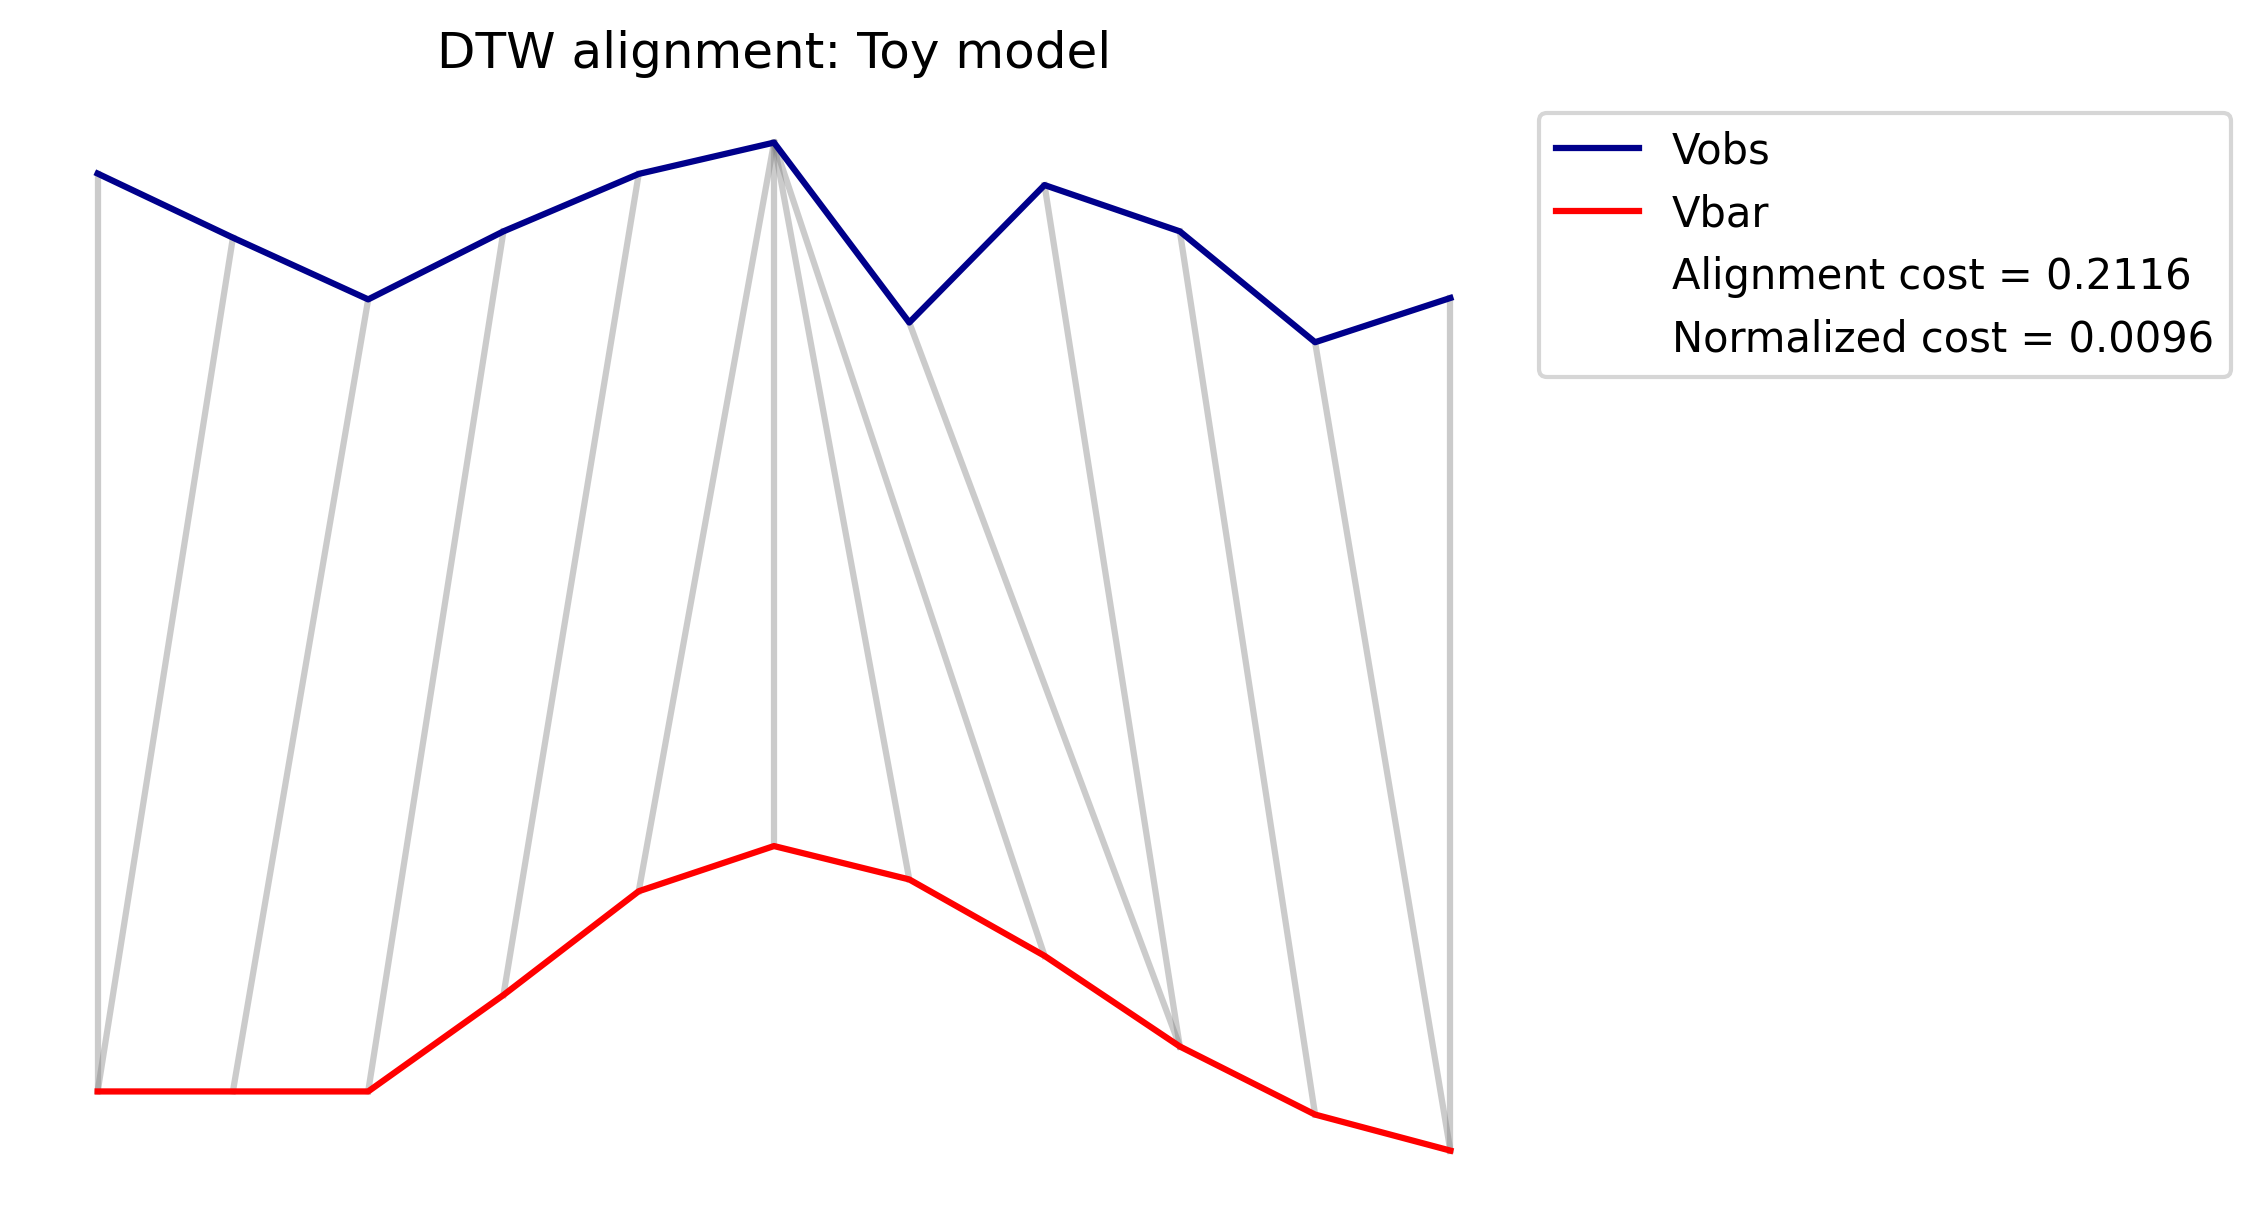 DTW alignment: Toy model
Vobs
Vbar
Alignment cost = 0.2116
Normalized cost = 0.0096